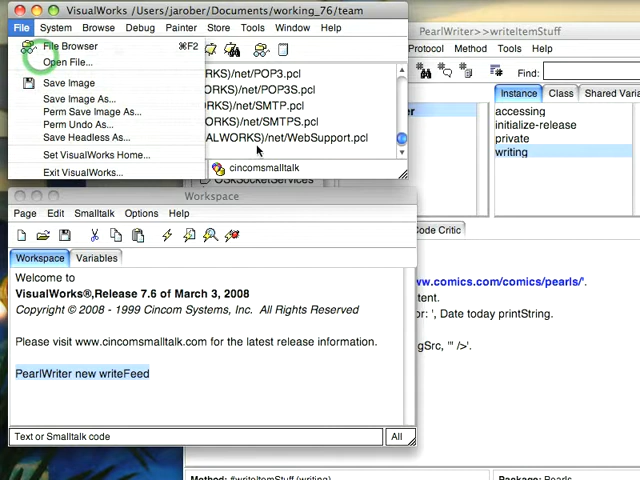 VisualWorks /Users/jarober/Documents/working_76/team
File System Browse Debug Painter Store Tools Window Help
File Browser ⌘F2
Open File...
Save Image
Save Image As...
Perm Save Image As...
Perm Undo As...
Save Headless As...
Set VisualWorks Home...
Exit VisualWorks...
RKS)/net/POP3.pcl
RKS)/net/POP3S.pcl
RKS)/net/SMTP.pcl
RKS)/net/SMTPS.pcl
ALWORKS)/net/WebSupport.pcl
cincomsmalltalk
OSkSocketServices
PearlWriter>>writeItemStuff
Protocol Method Tools Help
Find:
Instance Class Shared Varia
accessing
initialize-release
private
writing
Code Critic
ww.comics.com/comics/pearls/'.
tent.
or: ', Date today printString.
gSrc, '" />'.
Method: #writeItemStuff (writing) Package: Pearls
Workspace
Page Edit Smalltalk Options Help
Workspace Variables
Welcome to
VisualWorks®,Release 7.6 of March 3, 2008
Copyright © 2008 - 1999 Cincom Systems, Inc. All Rights Reserved
Please visit www.cincomsmalltalk.com for the latest release information.
PearlWriter new writeFeed
Text or Smalltalk code All